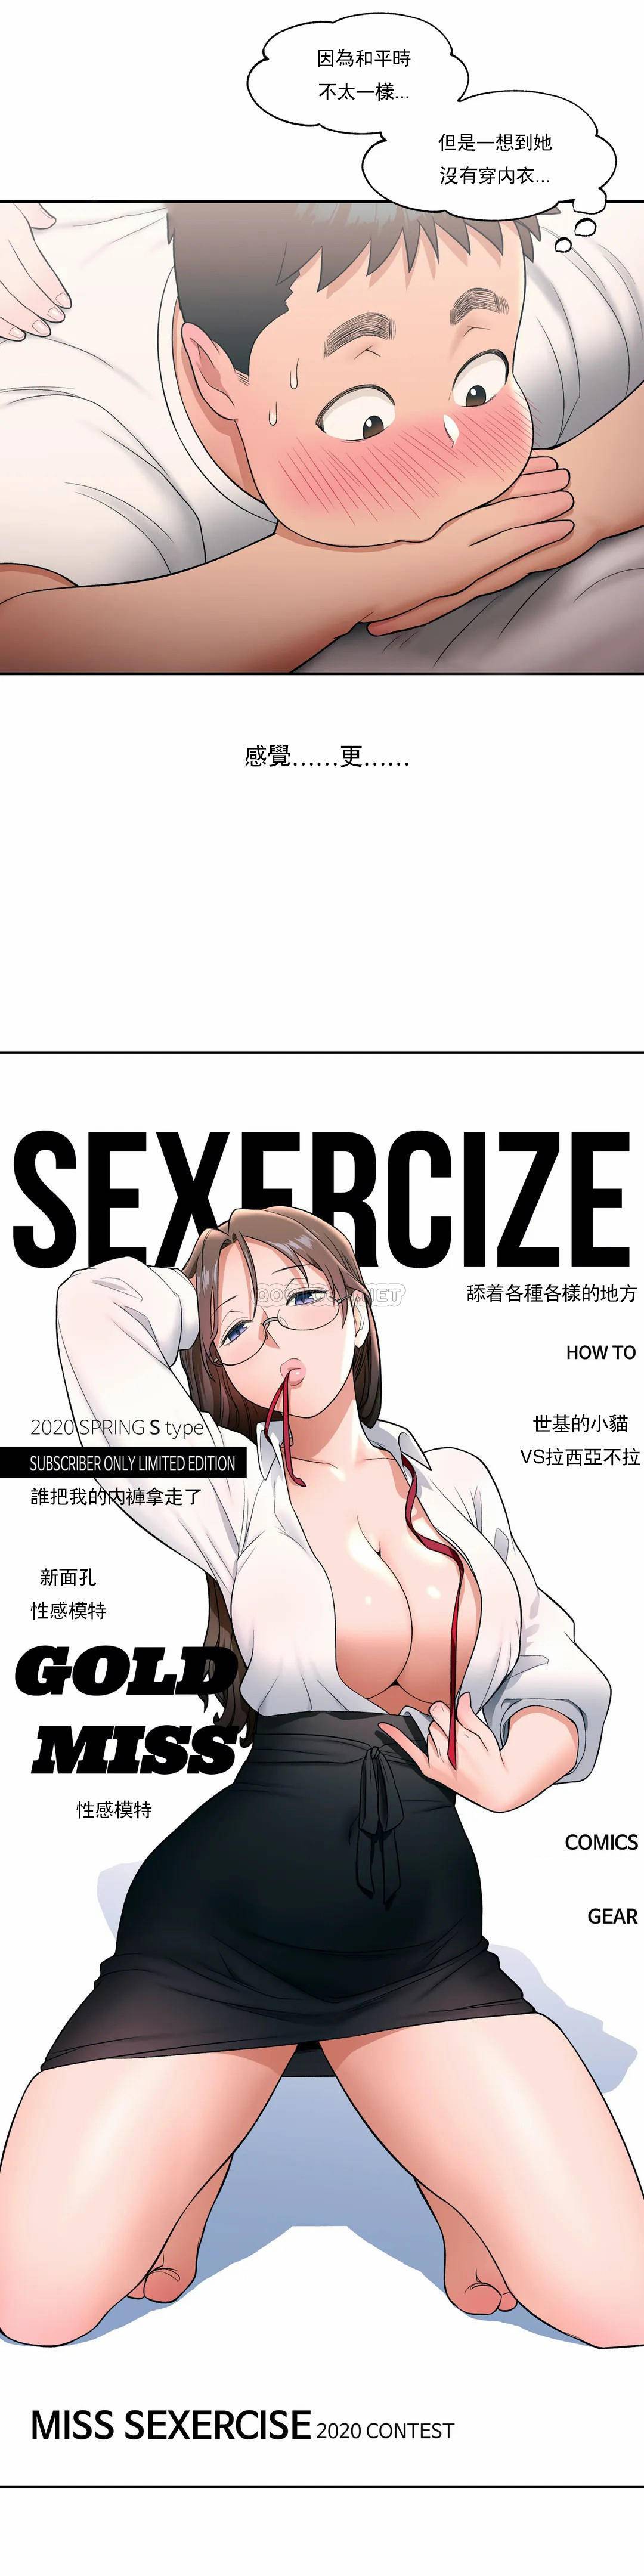 因為和平時
不太一樣...
但是一想到她
沒有穿內衣...
感覺......更......
SEXERCIZE
舔着各種各樣的地方
HOW TO
2020 SPRING S type
世基的小貓
SUBSCRIBER ONLY LIMITED EDITION
VS拉西亞不拉
誰把我的內褲拿走了
新面孔
性感模特
GOLD
MISS
性感模特
COMICS
GEAR
MISS SEXERCISE 2020 CONTEST